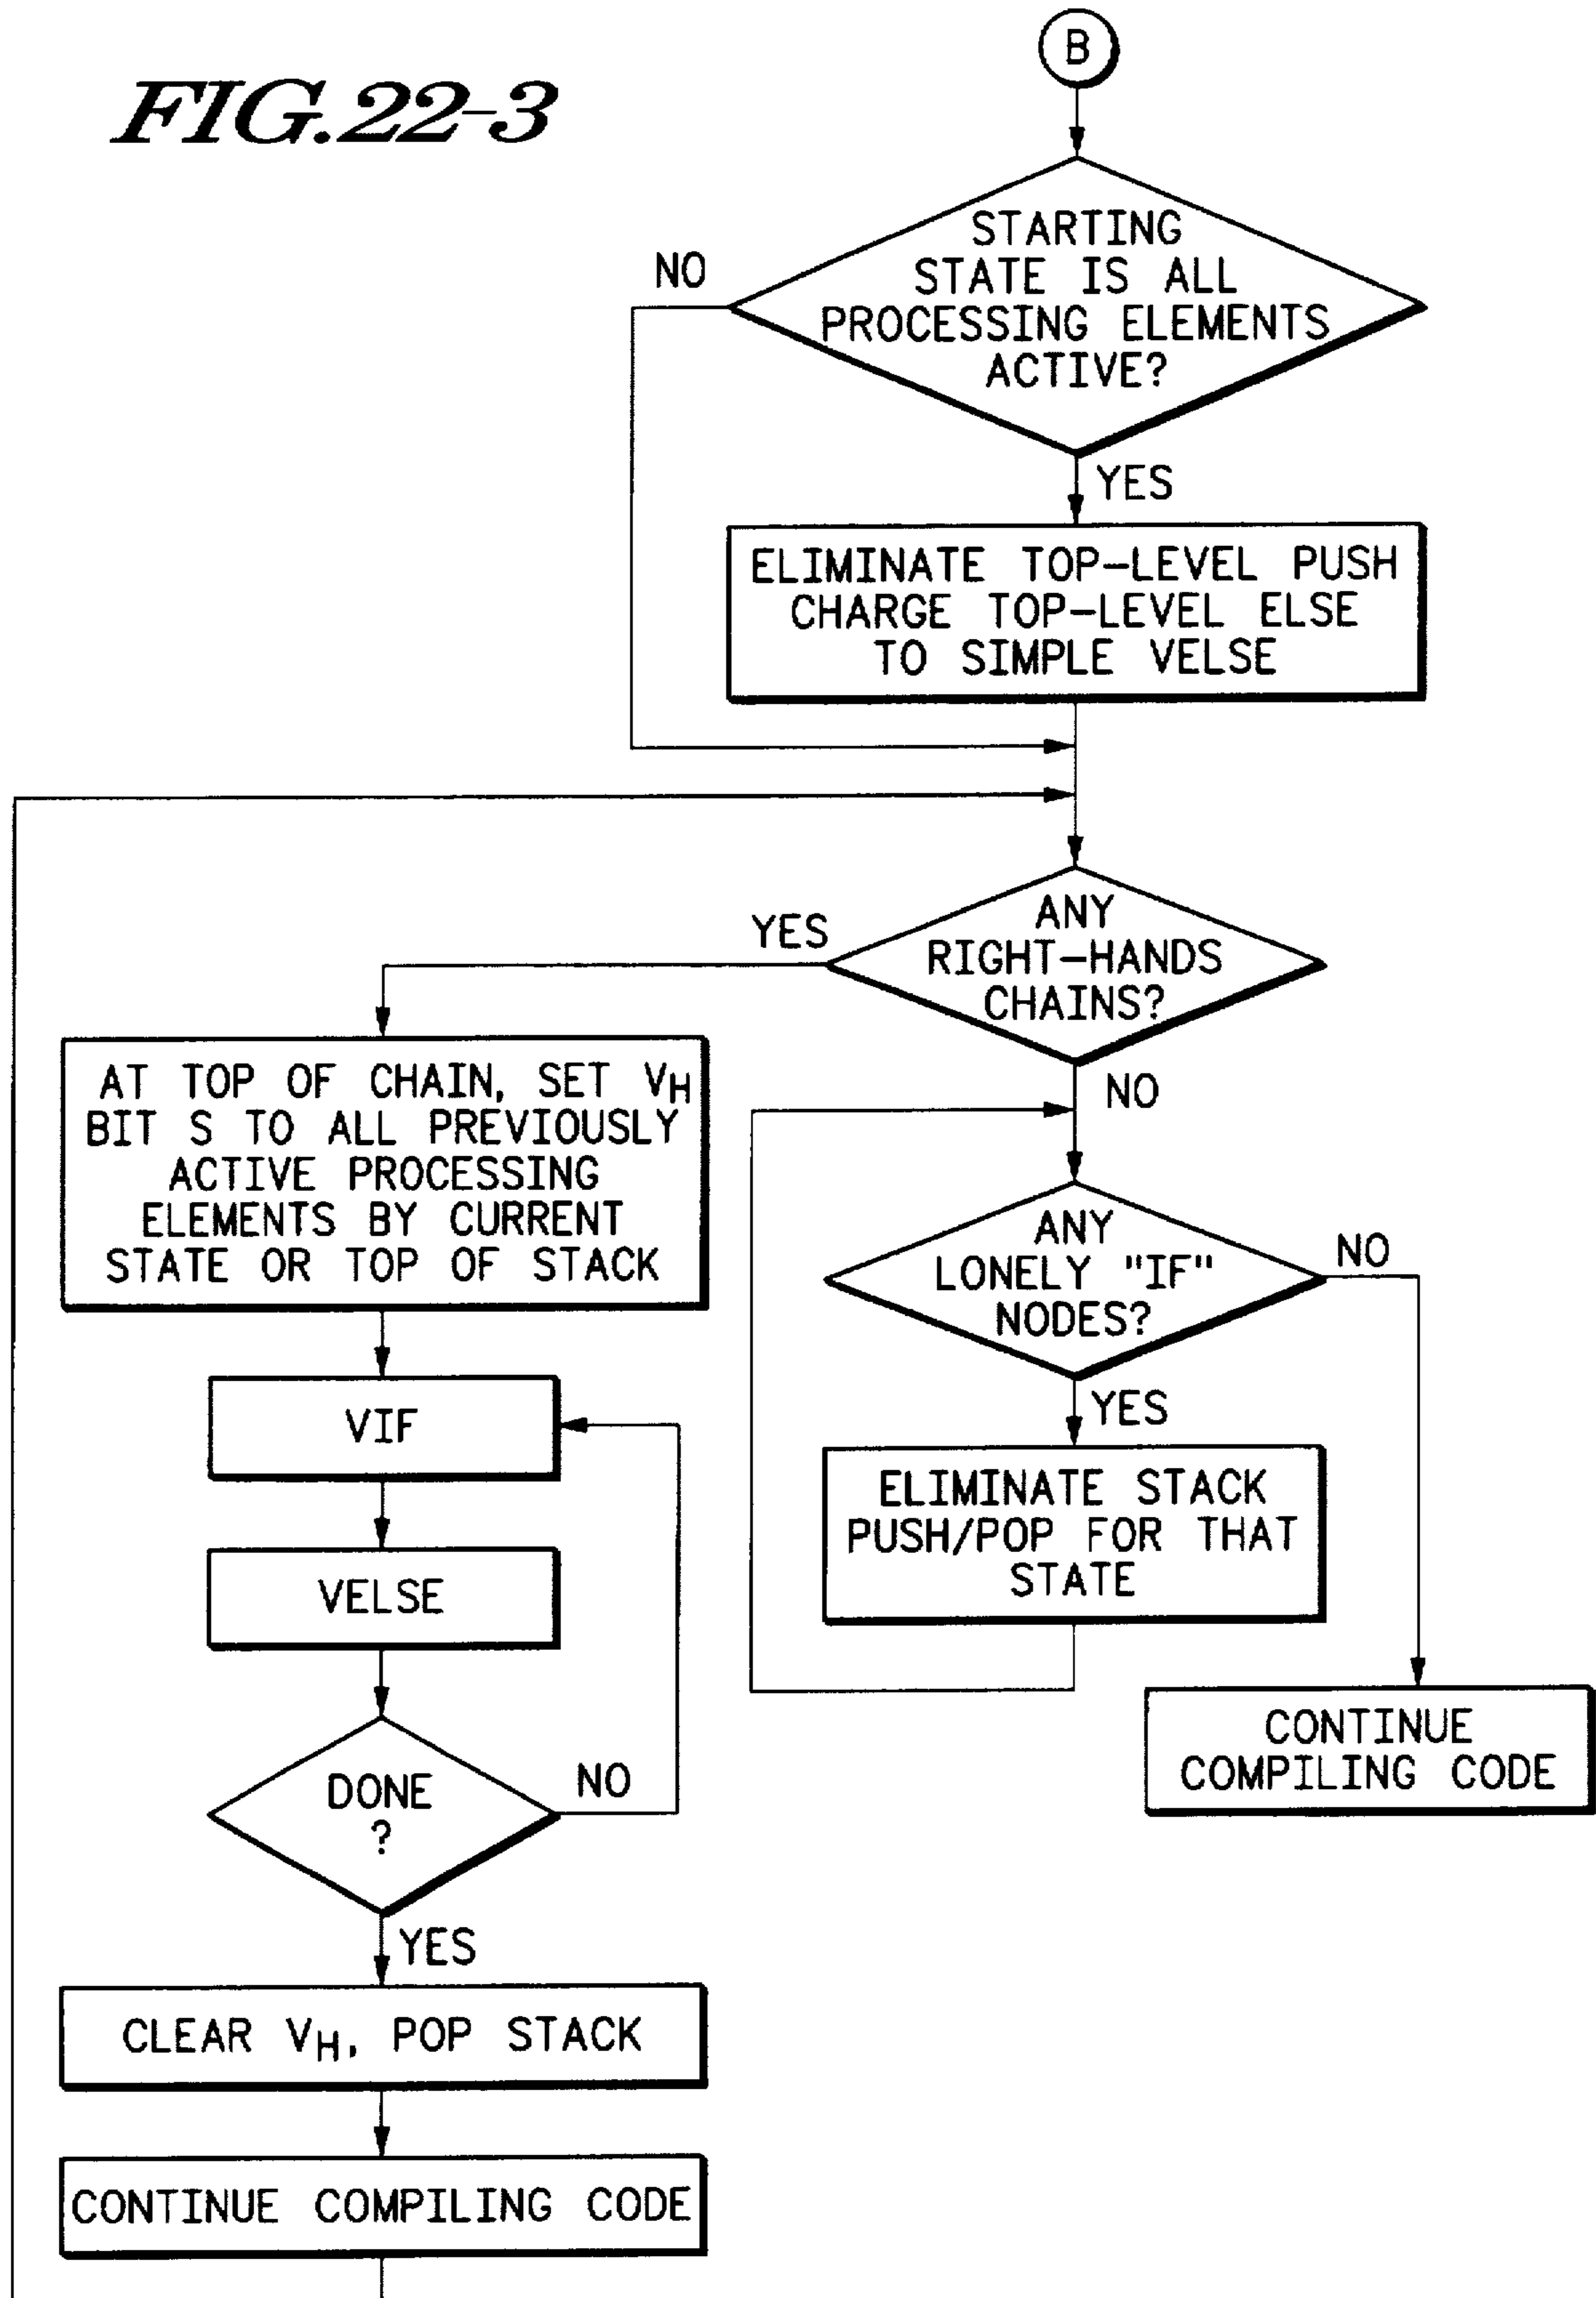 FIG.22-3
B
STARTING
STATE IS ALL
PROCESSING ELEMENTS
ACTIVE?
NO
YES
ELIMINATE TOP-LEVEL PUSH
CHARGE TOP-LEVEL ELSE
TO SIMPLE VELSE
ANY
RIGHT-HANDS
CHAINS?
YES
NO
AT TOP OF CHAIN, SET VH
BIT S TO ALL PREVIOUSLY
ACTIVE PROCESSING
ELEMENTS BY CURRENT
STATE OR TOP OF STACK
ANY
LONELY "IF"
NODES?
NO
YES
VIF
ELIMINATE STACK
PUSH/POP FOR THAT
STATE
VELSE
CONTINUE
COMPILING CODE
DONE
?
NO
YES
CLEAR VH, POP STACK
CONTINUE COMPILING CODE